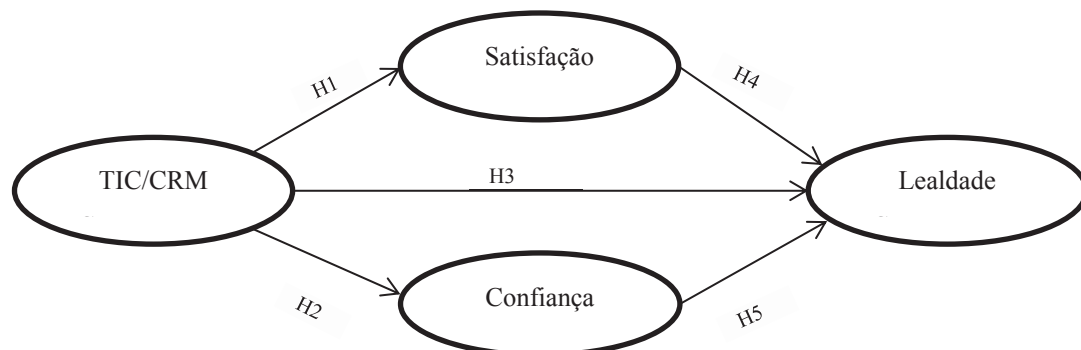 Satisfação
H1
H4
TIC/CRM
H3
Lealdade
H2
Confiança
H5